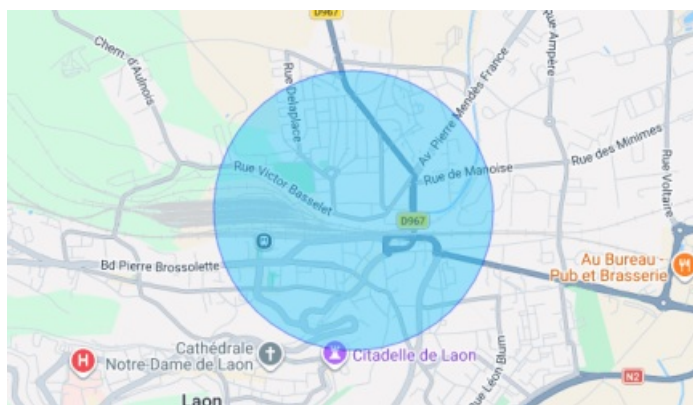 D967
Chem. d'Aulnois
Rue Delaplace
Av. Pierre Mendès France
Rue Ampère
Rue des Minimes
Rue de Manoise
Rue Victor Basselet
Rue Voltaire
D967
Bd Pierre Brossolette
Au Bureau -
Pub et Brasserie
H
Cathédrale
Notre-Dame de Laon
Citadelle de Laon
Rue Léon Blum
N2
Laon